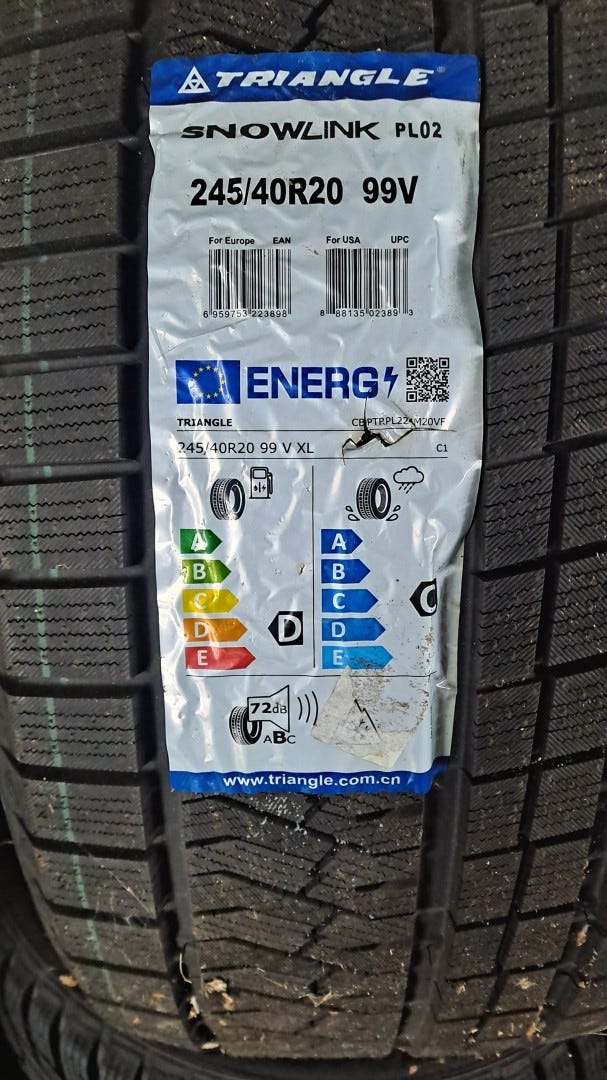 TRIANGLE®
SNOWLINK PL02
245/40R20 99V
For Europe EAN For USA UPC
6 959753 223898 8 88135 02389 3
ENERG
TRIANGLE
245/40R20 99 V XL C1
A A
B B
C C C
D D D
E E
72dB
ABC
www.triangle.com.cn